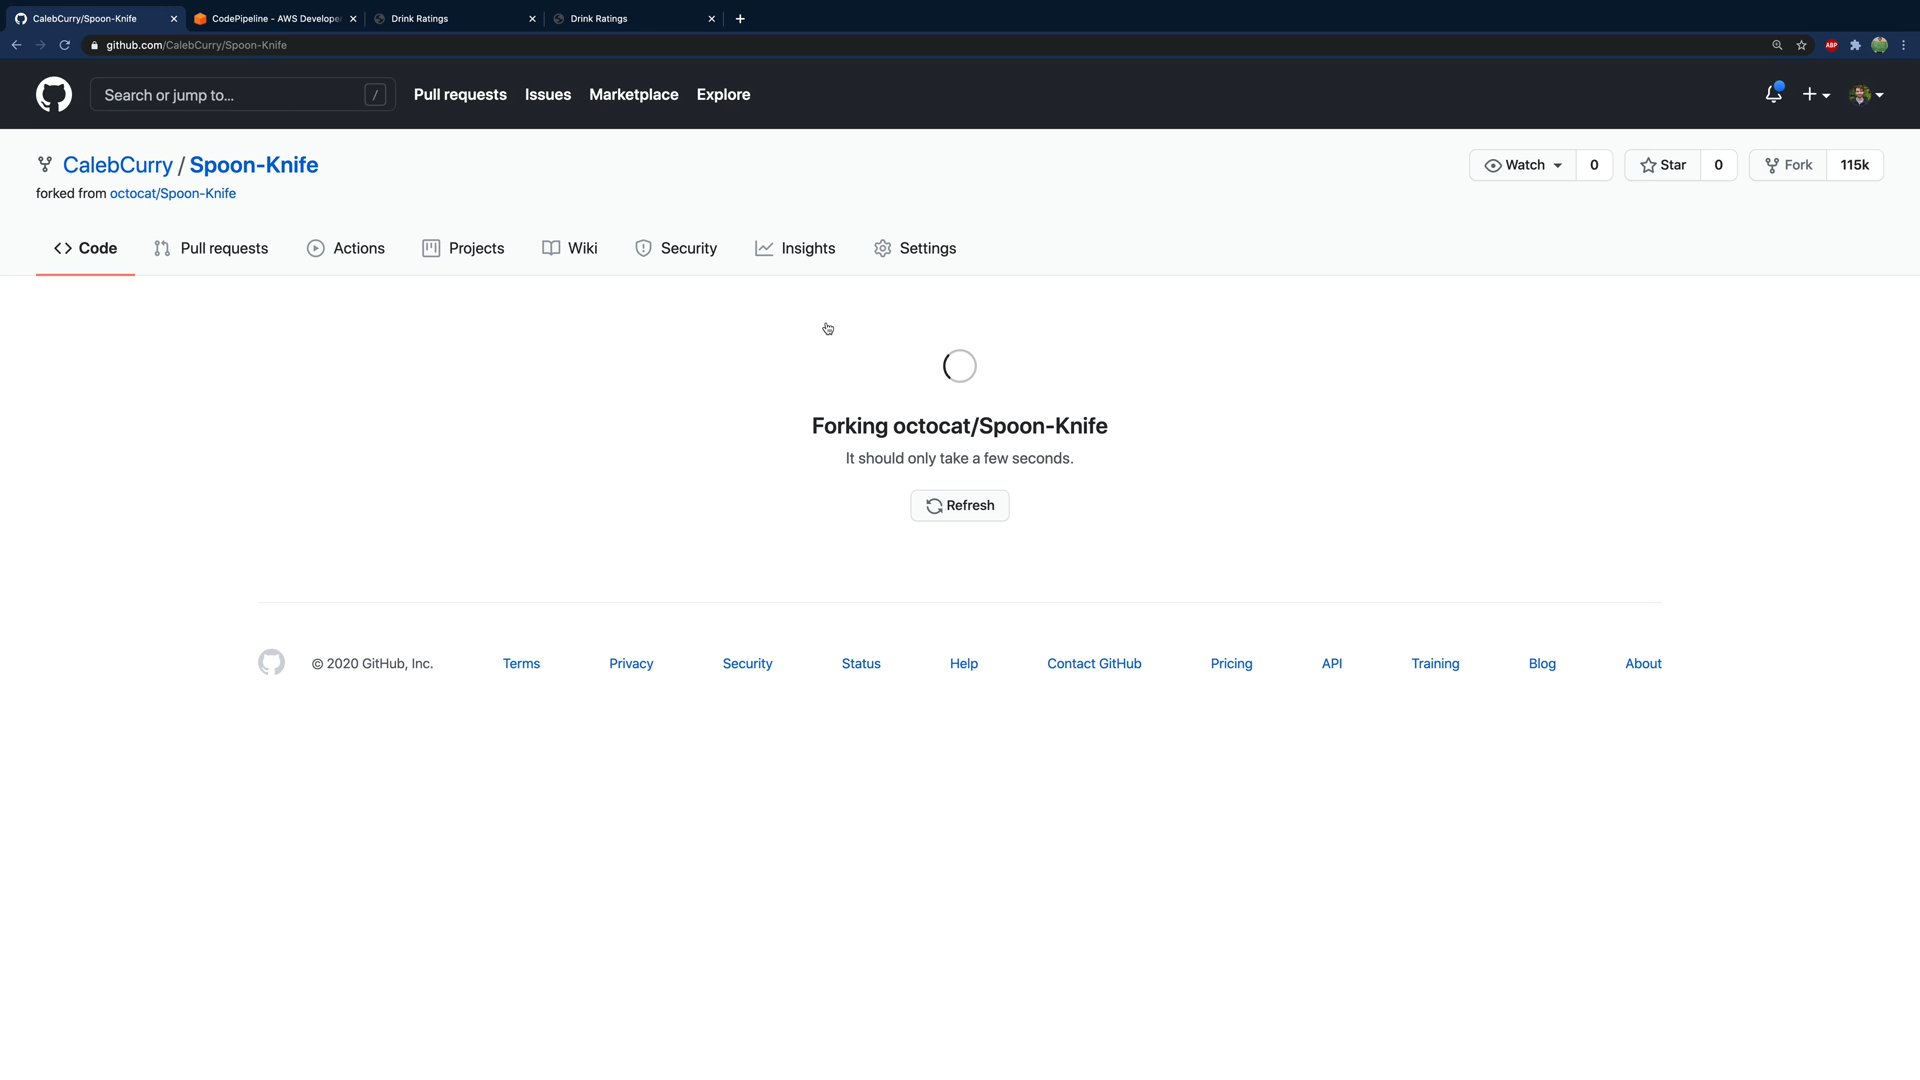 CalebCurry/Spoon-Knife
CodePipeline - AWS Developer
Drink Ratings
Drink Ratings
github.com/CalebCurry/Spoon-Knife
ABP
Search or jump to...
/
Pull requests
Issues
Marketplace
Explore
CalebCurry / Spoon-Knife
forked from octocat/Spoon-Knife
Watch
0
Star
0
Fork
115k
Code
Pull requests
Actions
Projects
Wiki
Security
Insights
Settings
Forking octocat/Spoon-Knife
It should only take a few seconds.
Refresh
© 2020 GitHub, Inc.
Terms
Privacy
Security
Status
Help
Contact GitHub
Pricing
API
Training
Blog
About